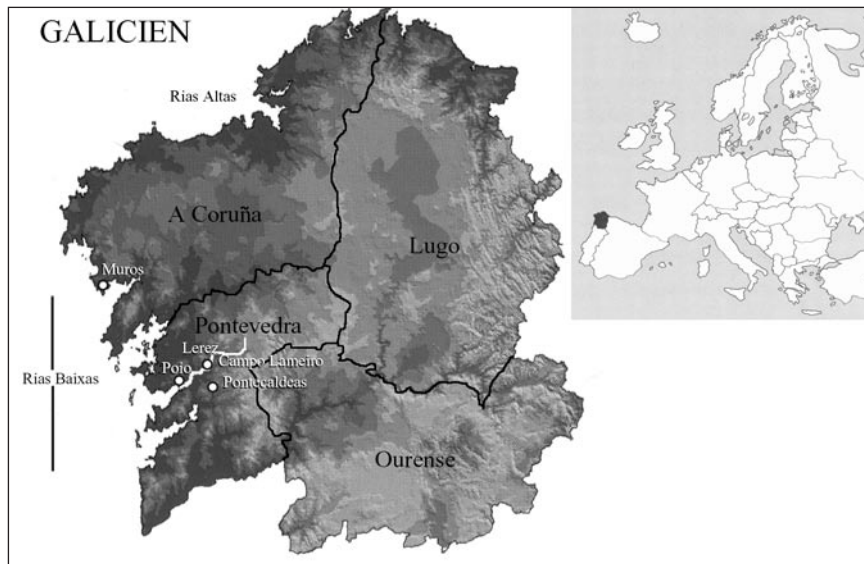 GALICIEN
Rias Altas
A Coruña
Lugo
Muros
Pontevedra
Lerez
Campo Lameiro
Poio
Pontecaldeas
Rias Baixas
Ourense